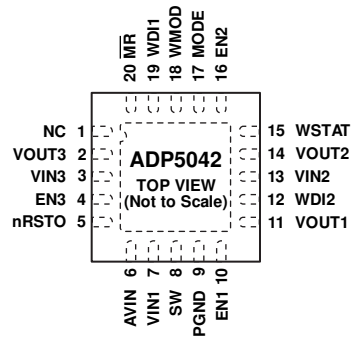 20 MR
19 WDI1
18 WMOD
17 MODE
16 EN2
NC 1
VOUT3 2
VIN3 3
EN3 4
nRSTO 5
ADP5042
TOP VIEW
(Not to Scale)
15 WSTAT
14 VOUT2
13 VIN2
12 WDI2
11 VOUT1
AVIN 6
VIN1 7
SW 8
PGND 9
EN1 10